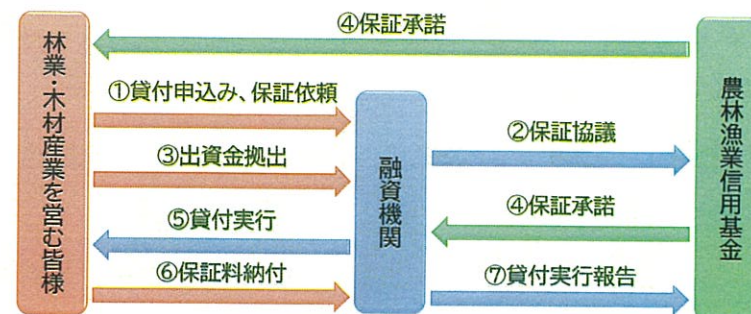 ④保証承諾
林業・木材産業を営む皆様
①貸付申込み、保証依頼
③出資金拠出
⑤貸付実行
⑥保証料納付
融資機関
②保証協議
④保証承諾
⑦貸付実行報告
農林漁業信用基金